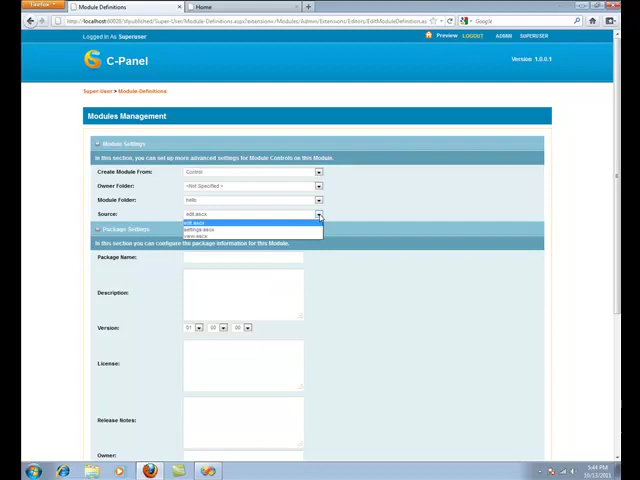 Firefox
Module Definitions
Home
http://localhost:60028/sfpublished/Super-User/Module-Definitions.aspx?extension=/Modules/Admin/Extensions/Editors/EditModuleDefinition.as
Google
Logged In As Superuser
Preview LOGOUT ADMIN SUPERUSER
C-Panel
Version 1.0.0.1
Super-User > Module-Definitions
Modules Management
Module Settings
In this section, you can set up more advanced settings for Module Controls on this Module.
Create Module From: Control
Owner Folder: <Not Specified >
Module Folder: hello
Source: edit.ascx
edit.ascx
settings.ascx
view.ascx
Package Settings
In this section you can configure the package information for this Module.
Package Name:
Description:
Version: 01 00 00
License:
Release Notes:
Owner:
5:44 PM
10/13/2011